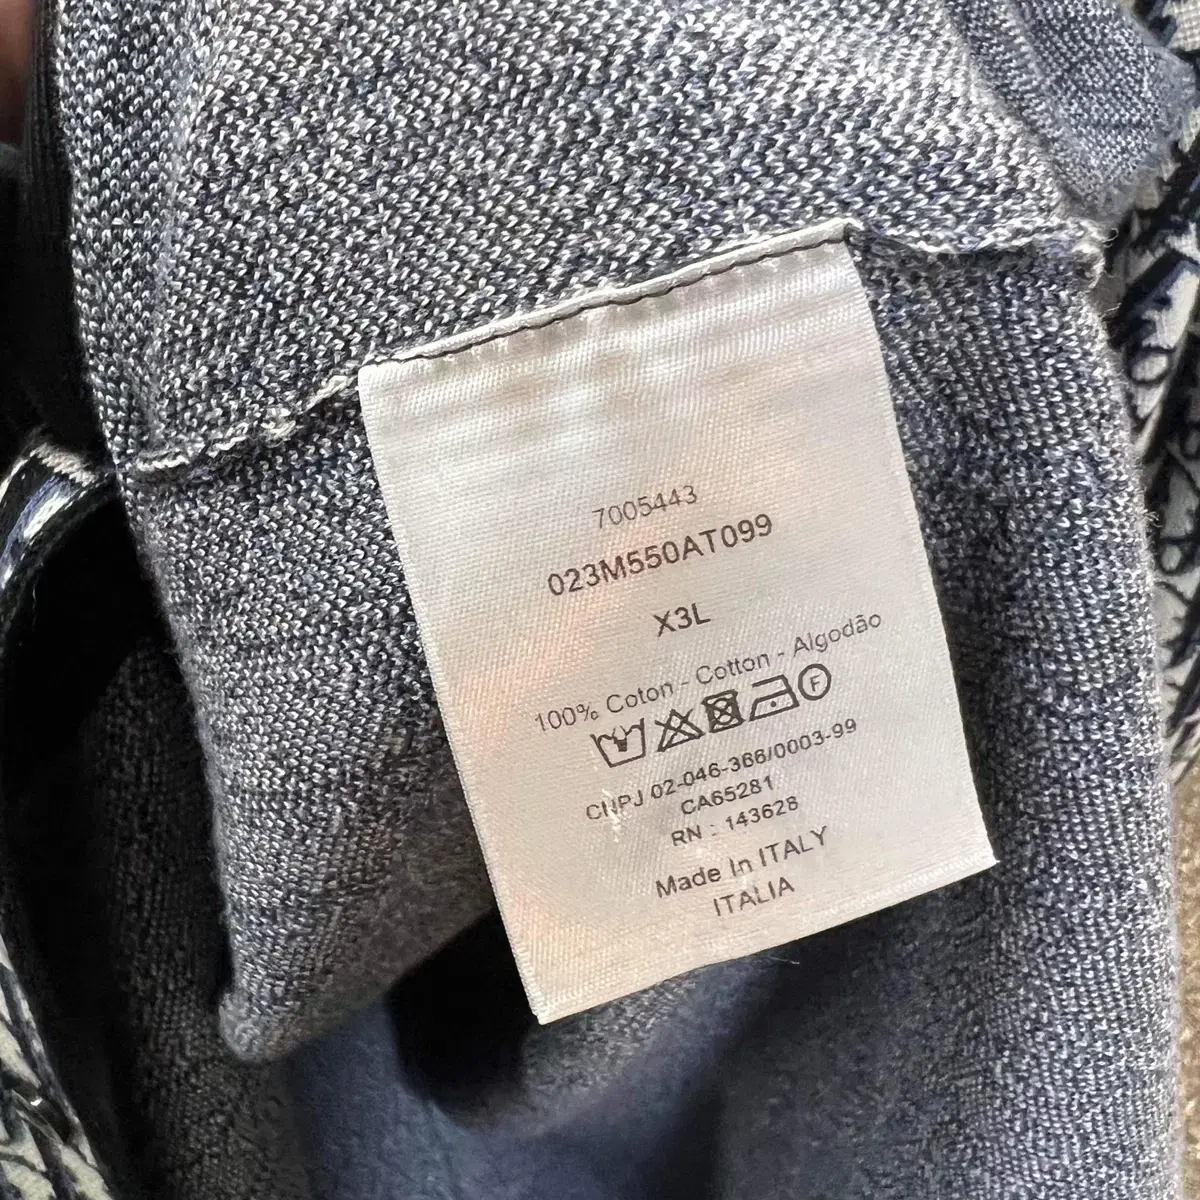 7005443
023M550AT099
X3L
100% Coton - Cotton - Algodão
F
CNPJ 02-046-366/0003-99
CA65281
RN : 143628
Made In ITALY
ITALIA